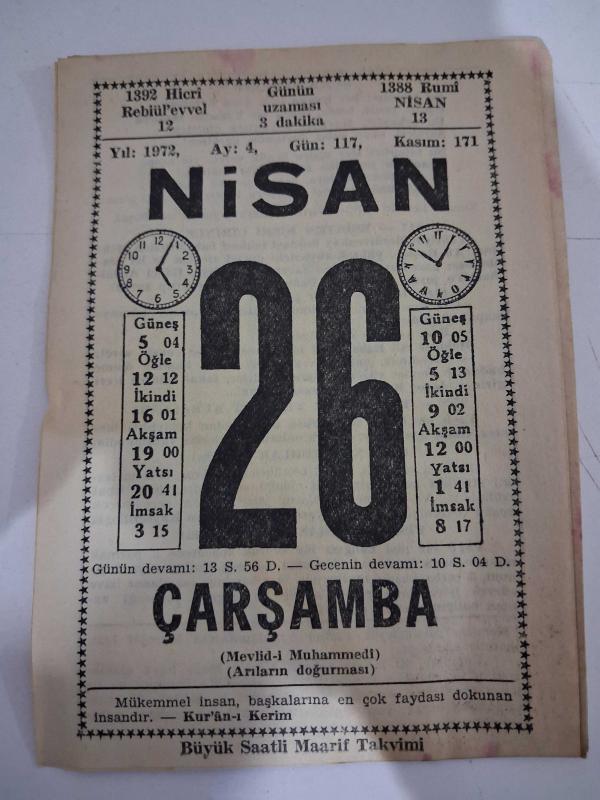 1392 Hicrî Günün 1388 Rumî
Rebiül'evvel uzaması NİSAN
12 3 dakika 13
Yıl: 1972, Ay: 4, Gün: 117, Kasım: 171
NiSAN
26
Güneş
5 04
Öğle
12 12
İkindi
16 01
Akşam
19 00
Yatsı
20 41
İmsak
3 15
Güneş
10 05
Öğle
5 13
İkindi
9 02
Akşam
12 00
Yatsı
1 41
İmsak
8 17
Günün devamı: 13 S. 56 D. — Gecenin devamı: 10 S. 04 D.
ÇARŞAMBA
(Mevlid-i Muhammedî)
(Arıların doğurması)
Mükemmel insan, başkalarına en çok faydası dokunan
insandır. — Kur'ân-ı Kerim
Büyük Saatli Maarif Takvimi